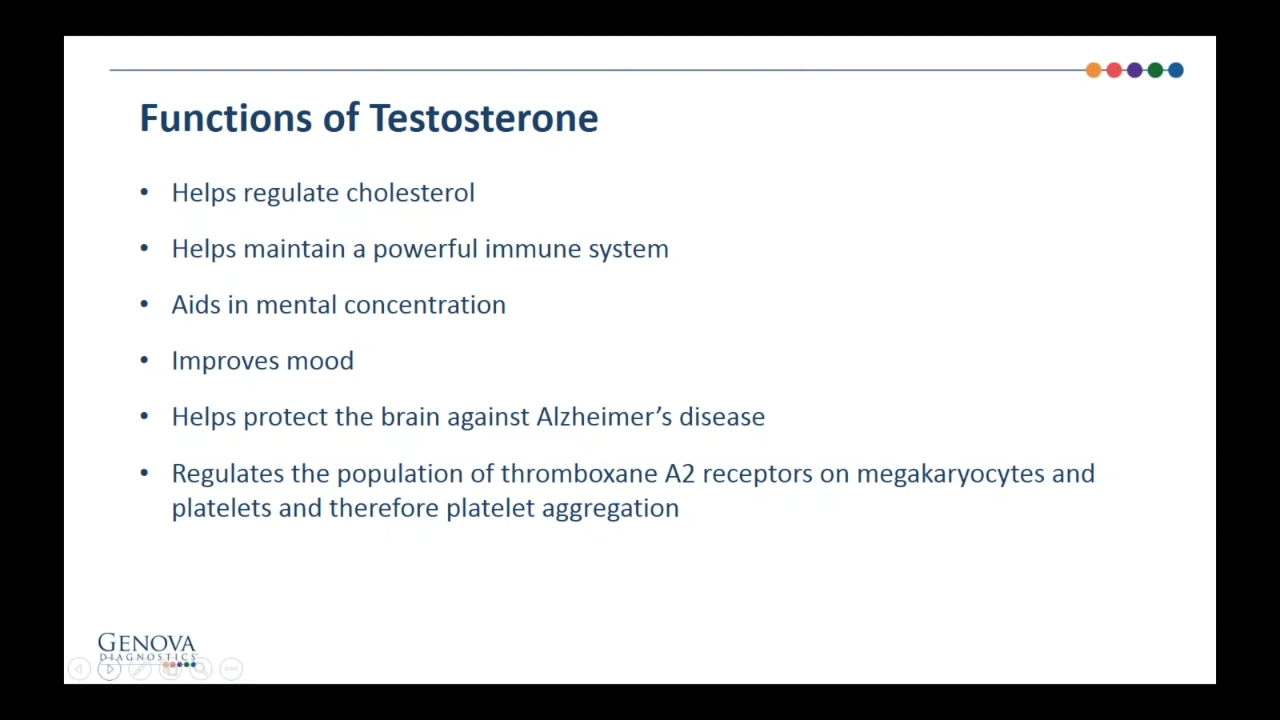 Functions of Testosterone
• Helps regulate cholesterol
• Helps maintain a powerful immune system
• Aids in mental concentration
• Improves mood
• Helps protect the brain against Alzheimer’s disease
• Regulates the population of thromboxane A2 receptors on megakaryocytes and
platelets and therefore platelet aggregation
GENOVA
DIAGNOSTICS